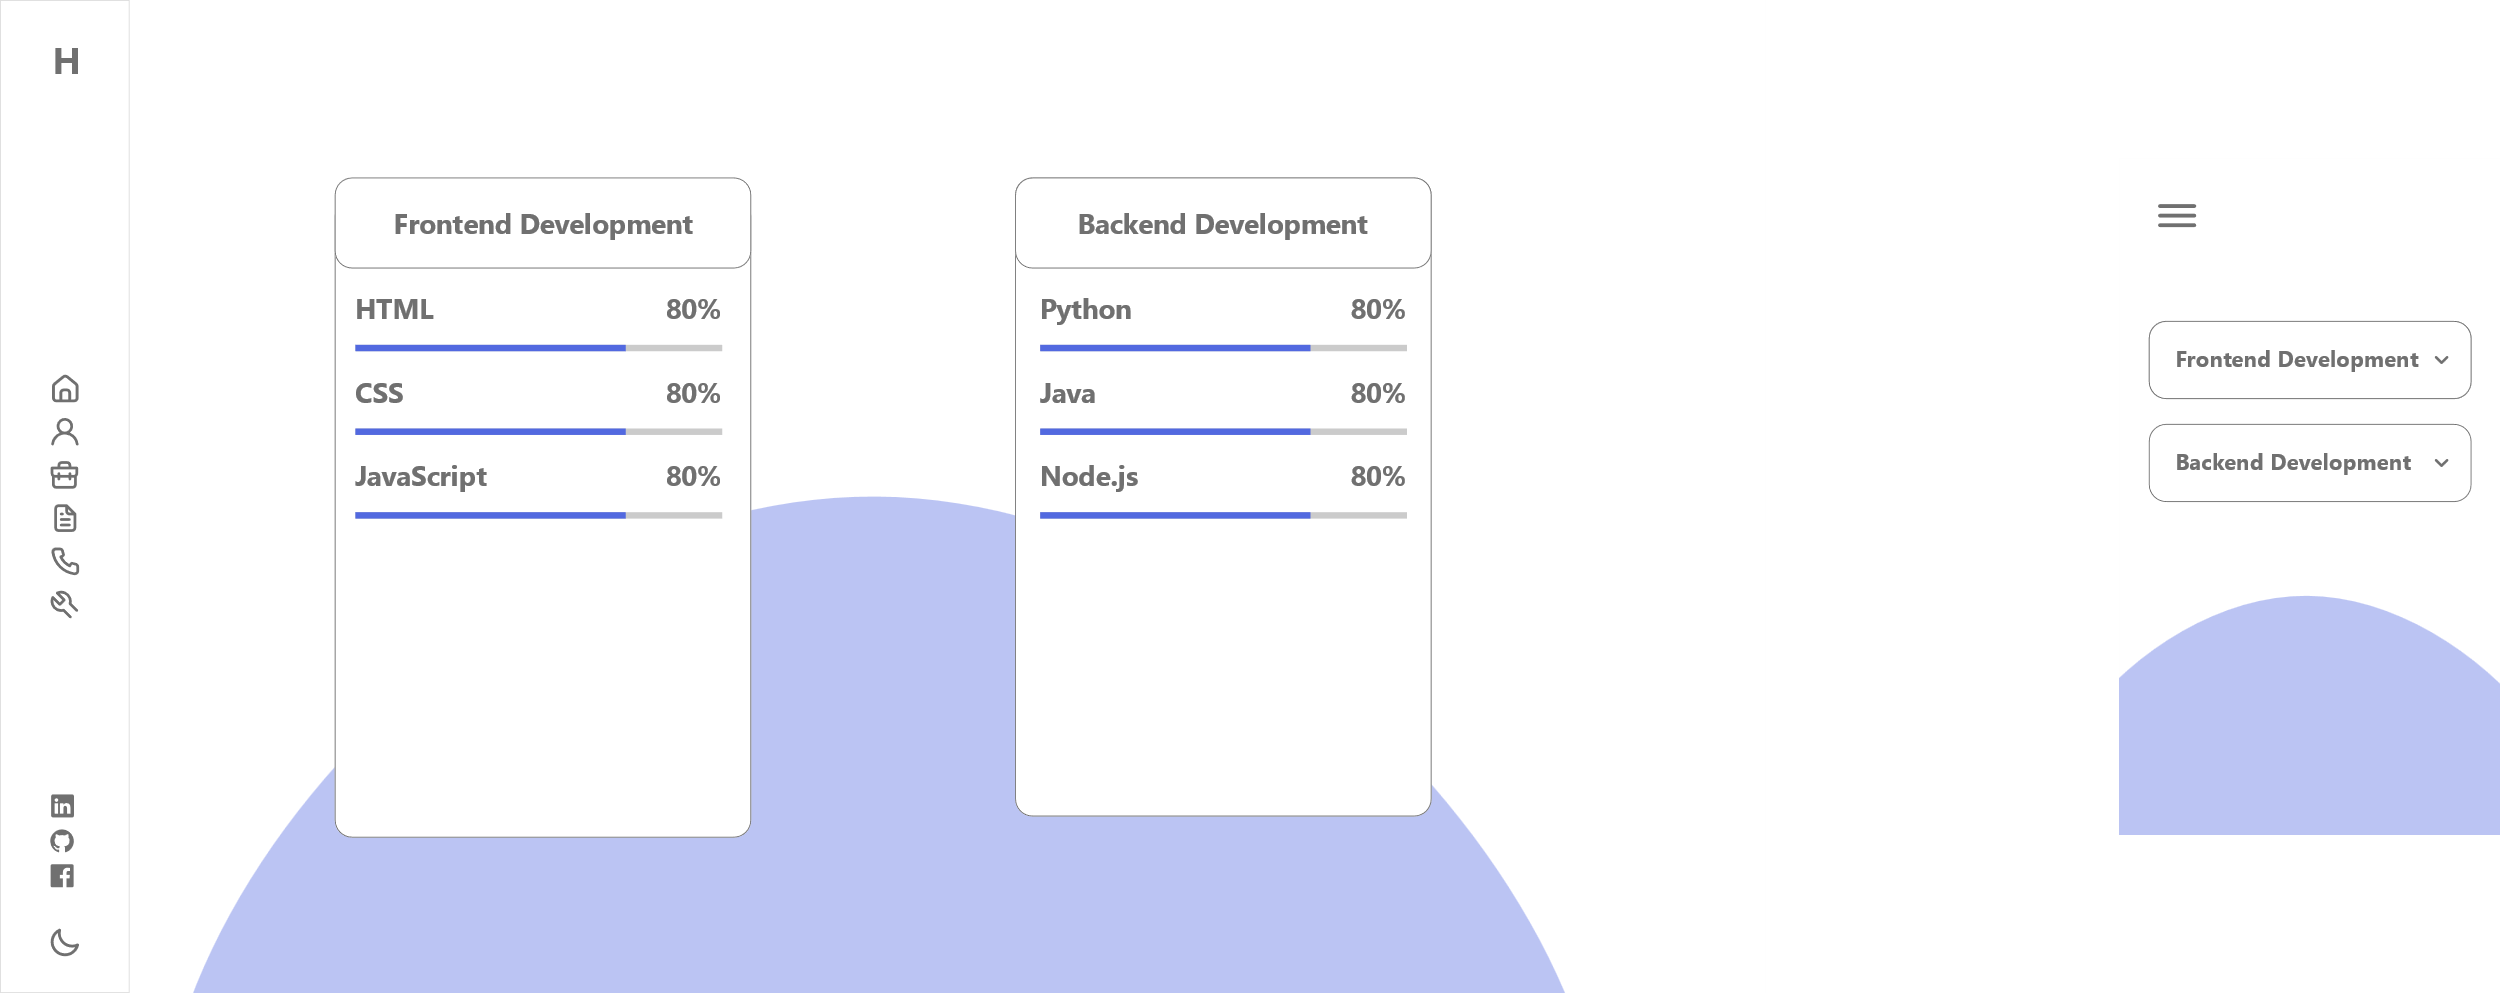 H
Frontend Development
HTML 80%
CSS 80%
JavaScript 80%
Backend Development
Python 80%
Java 80%
Node.js 80%
Frontend Development
Backend Development